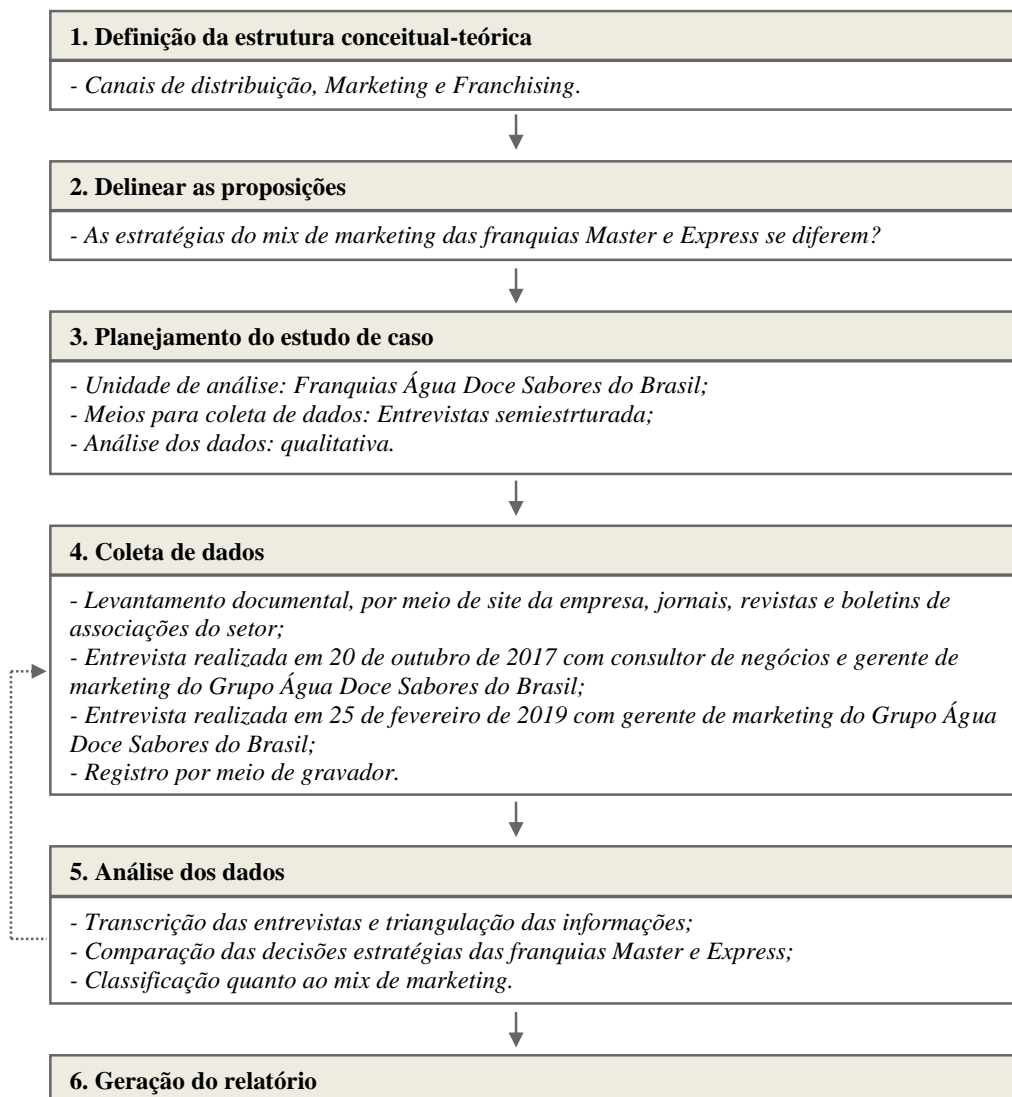 1. Definição da estrutura conceitual-teórica
- Canais de distribuição, Marketing e Franchising.
2. Delinear as proposições
- As estratégias do mix de marketing das franquias Master e Express se diferem?
3. Planejamento do estudo de caso
- Unidade de análise: Franquias Água Doce Sabores do Brasil;
- Meios para coleta de dados: Entrevistas semiestrturada;
- Análise dos dados: qualitativa.
4. Coleta de dados
- Levantamento documental, por meio de site da empresa, jornais, revistas e boletins de
associações do setor;
- Entrevista realizada em 20 de outubro de 2017 com consultor de negócios e gerente de
marketing do Grupo Água Doce Sabores do Brasil;
- Entrevista realizada em 25 de fevereiro de 2019 com gerente de marketing do Grupo Água
Doce Sabores do Brasil;
- Registro por meio de gravador.
5. Análise dos dados
- Transcrição das entrevistas e triangulação das informações;
- Comparação das decisões estratégias das franquias Master e Express;
- Classificação quanto ao mix de marketing.
6. Geração do relatório